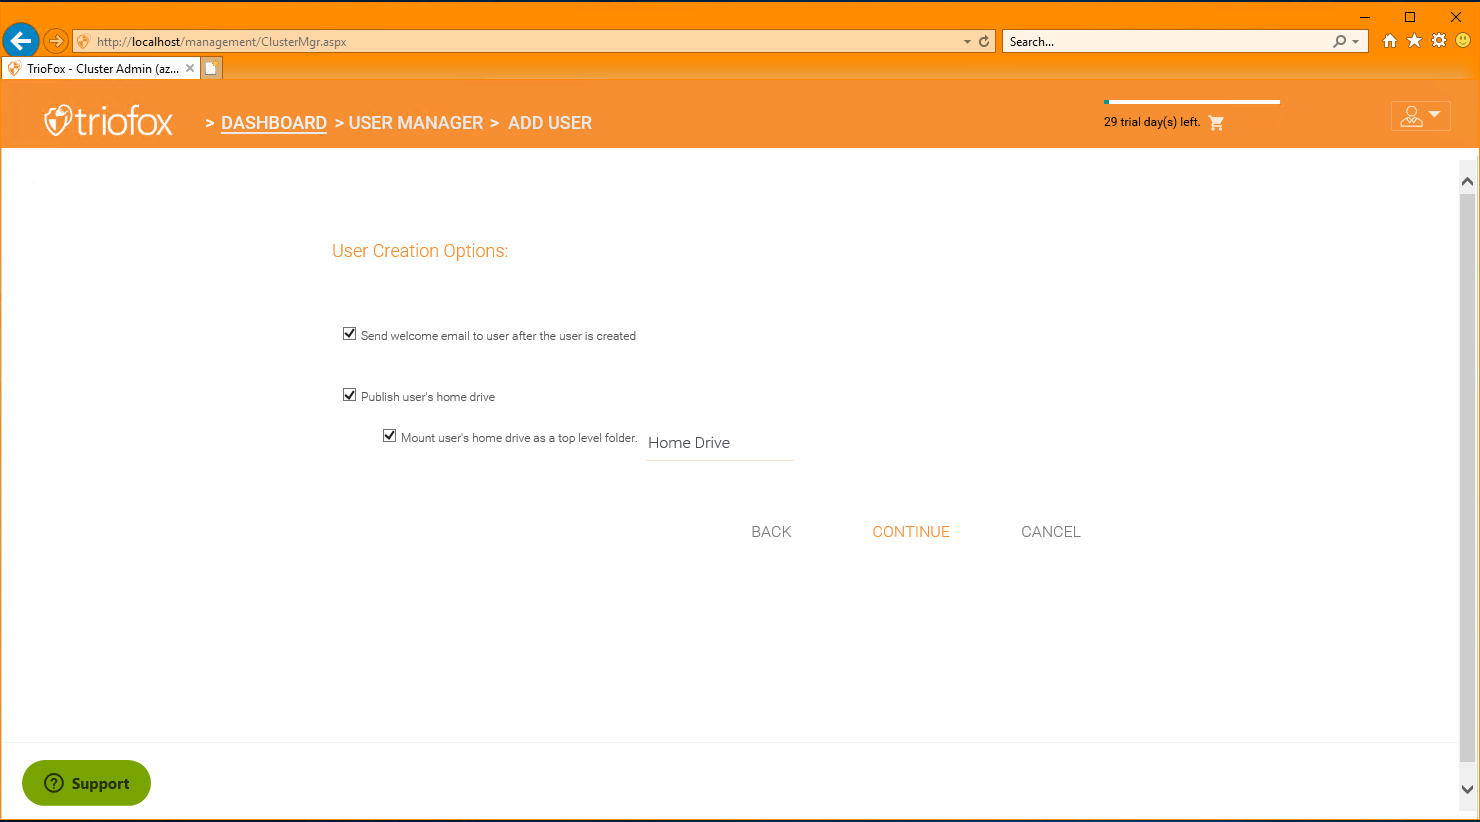 http://localhost/management/ClusterMgr.aspx
Search...
TrioFox - Cluster Admin (az...
triofox
> DASHBOARD > USER MANAGER > ADD USER
29 trial day(s) left.
User Creation Options:
Send welcome email to user after the user is created
Publish user's home drive
Mount user's home drive as a top level folder. Home Drive
BACK CONTINUE CANCEL
? Support